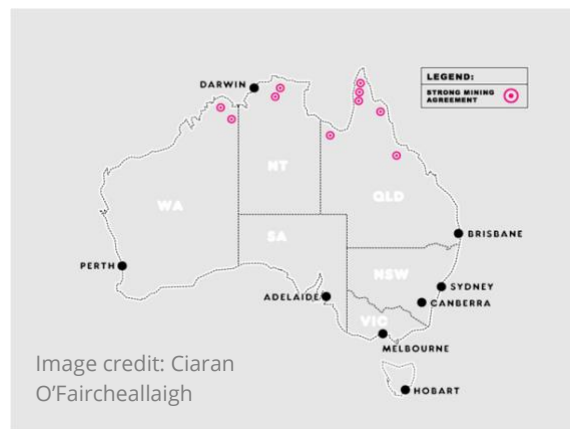 DARWIN
LEGEND:
STRONG MINING
AGREEMENT
NT
WA
QLD
SA
BRISBANE
PERTH
NSW
ADELAIDE
SYDNEY
CANBERRA
VIC
MELBOURNE
Image credit: Ciaran
O'Faircheallaigh
HOBART